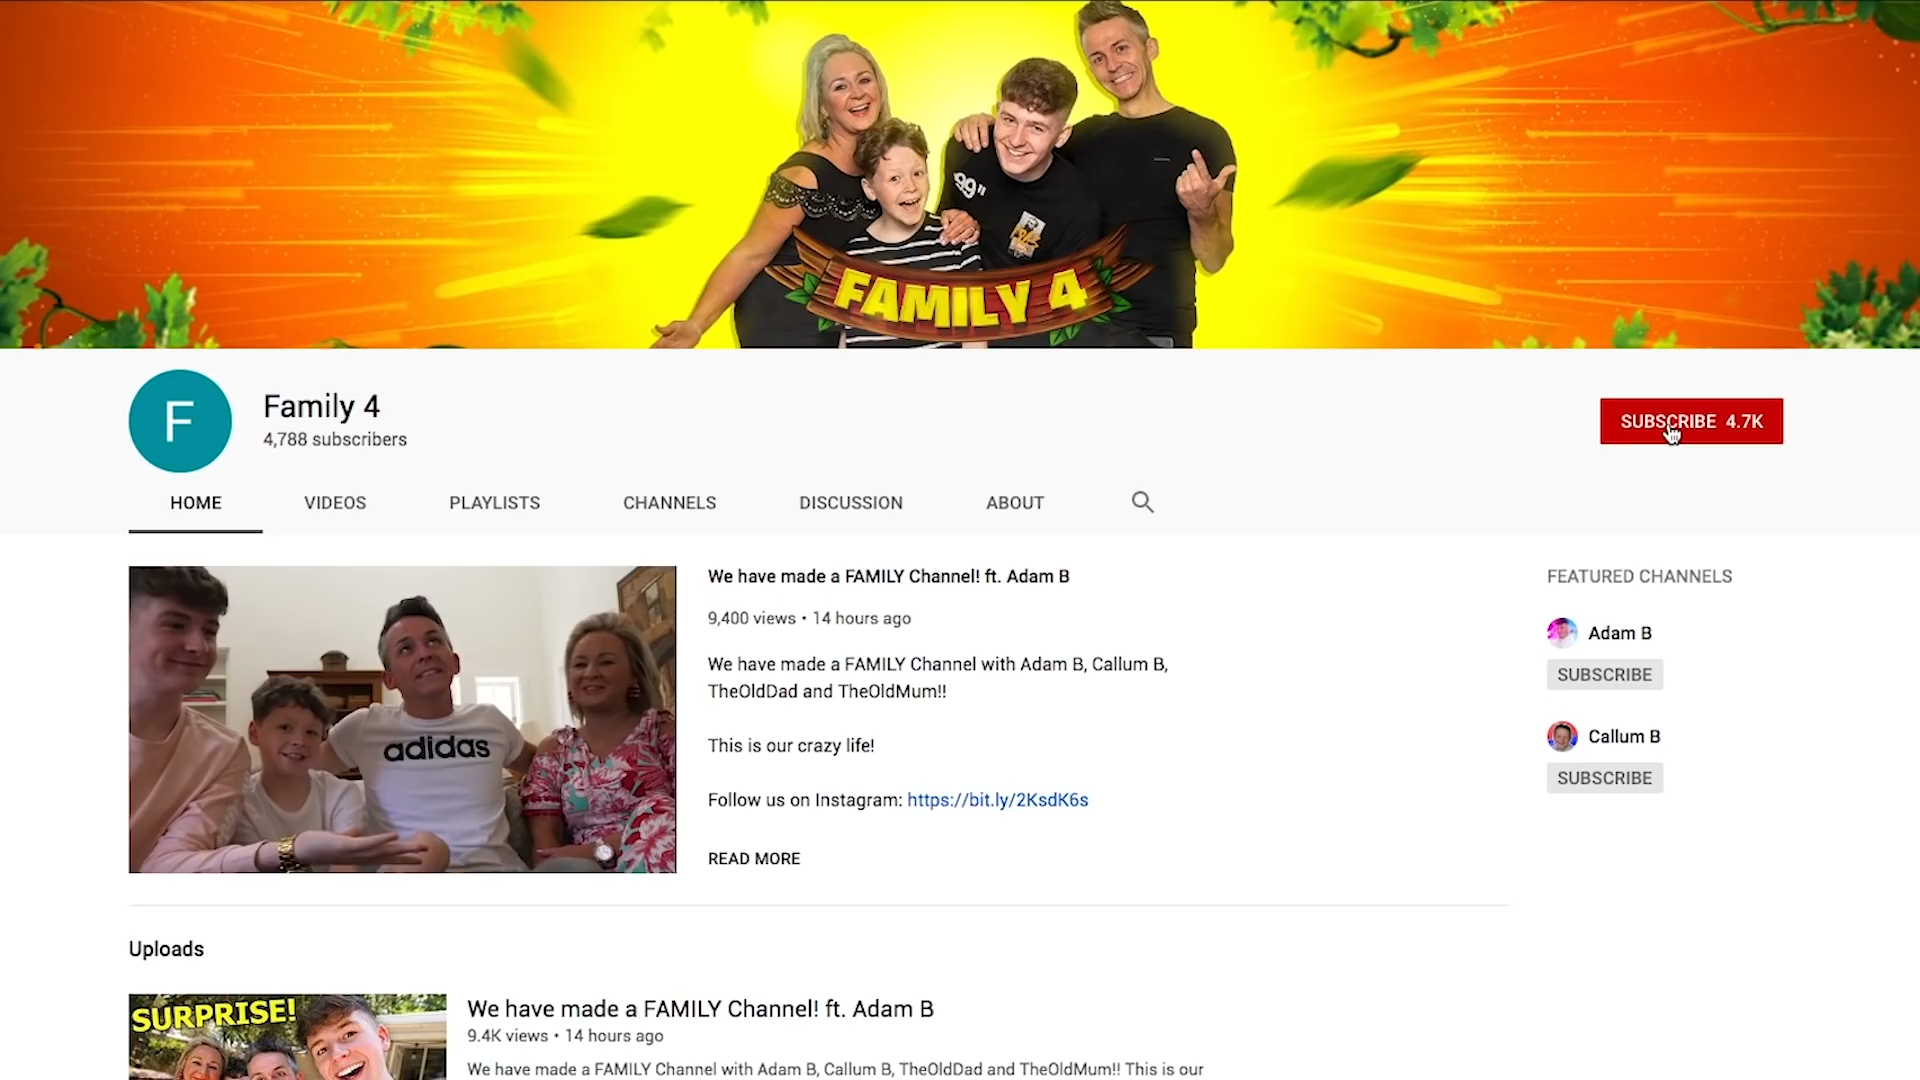 99"
FAMILY 4
F
Family 4
4,788 subscribers
SUBSCRIBE 4.7K
HOME
VIDEOS
PLAYLISTS
CHANNELS
DISCUSSION
ABOUT
adidas
We have made a FAMILY Channel! ft. Adam B
9,400 views • 14 hours ago
We have made a FAMILY Channel with Adam B, Callum B,
TheOldDad and TheOldMum!!
This is our crazy life!
Follow us on Instagram: https://bit.ly/2KsdK6s
READ MORE
FEATURED CHANNELS
Adam B
SUBSCRIBE
Callum B
SUBSCRIBE
Uploads
SURPRISE!
We have made a FAMILY Channel! ft. Adam B
9.4K views • 14 hours ago
We have made a FAMILY Channel with Adam B, Callum B, TheOldDad and TheOldMum!! This is our